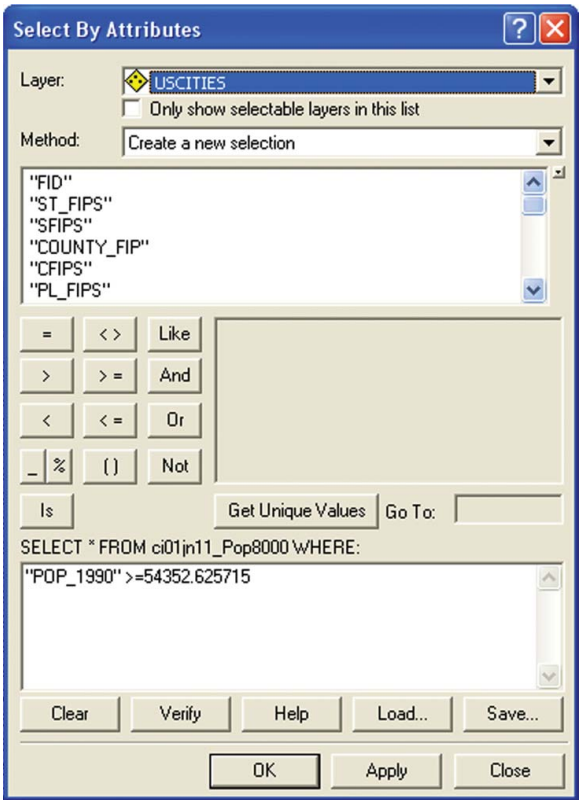 Select By Attributes
Layer: USCITIES
Only show selectable layers in this list
Method: Create a new selection
"FID"
"ST_FIPS"
"SFIPS"
"COUNTY_FIP"
"CFIPS"
"PL_FIPS"
= < > Like
> > = And
< < = Or
_ % ( ) Not
Is Get Unique Values Go To:
SELECT * FROM ci01jn11_Pop8000 WHERE:
"POP_1990" >=54352.625715
Clear Verify Help Load... Save...
OK Apply Close